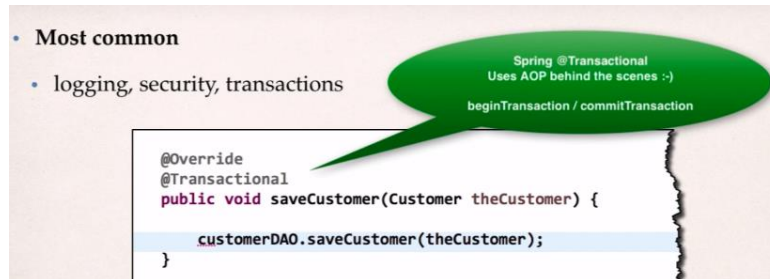 Most common
logging, security, transactions
Spring @Transactional
Uses AOP behind the scenes :-)
beginTransaction / commitTransaction
@Override
@Transactional
public void saveCustomer(Customer theCustomer) {
customerDAO.saveCustomer(theCustomer);
}